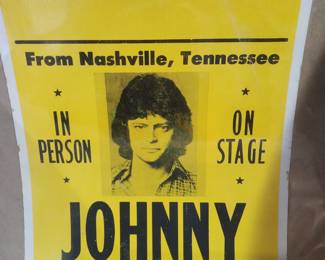 From Nashville, Tennessee
IN PERSON
ON STAGE
JOHNNY